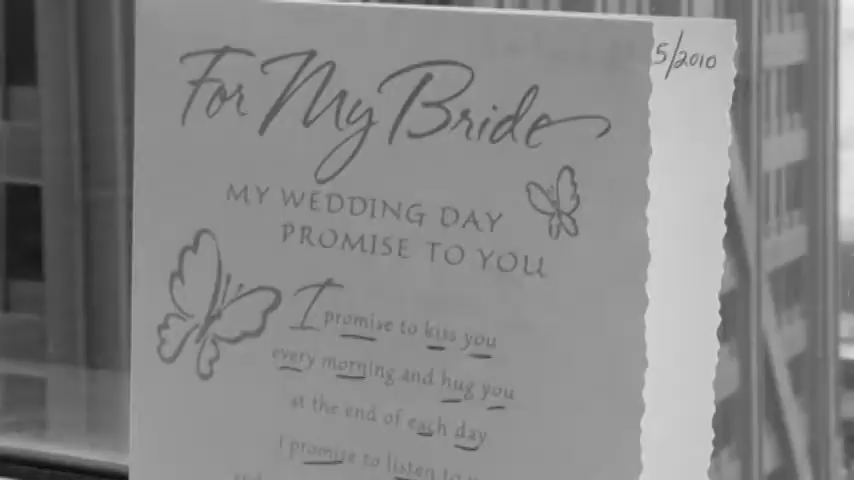 5/2010
For My Bride
MY WEDDING DAY
PROMISE TO YOU
I promise to kiss you
every morning and hug you
at the end of each day
I promise to listen to